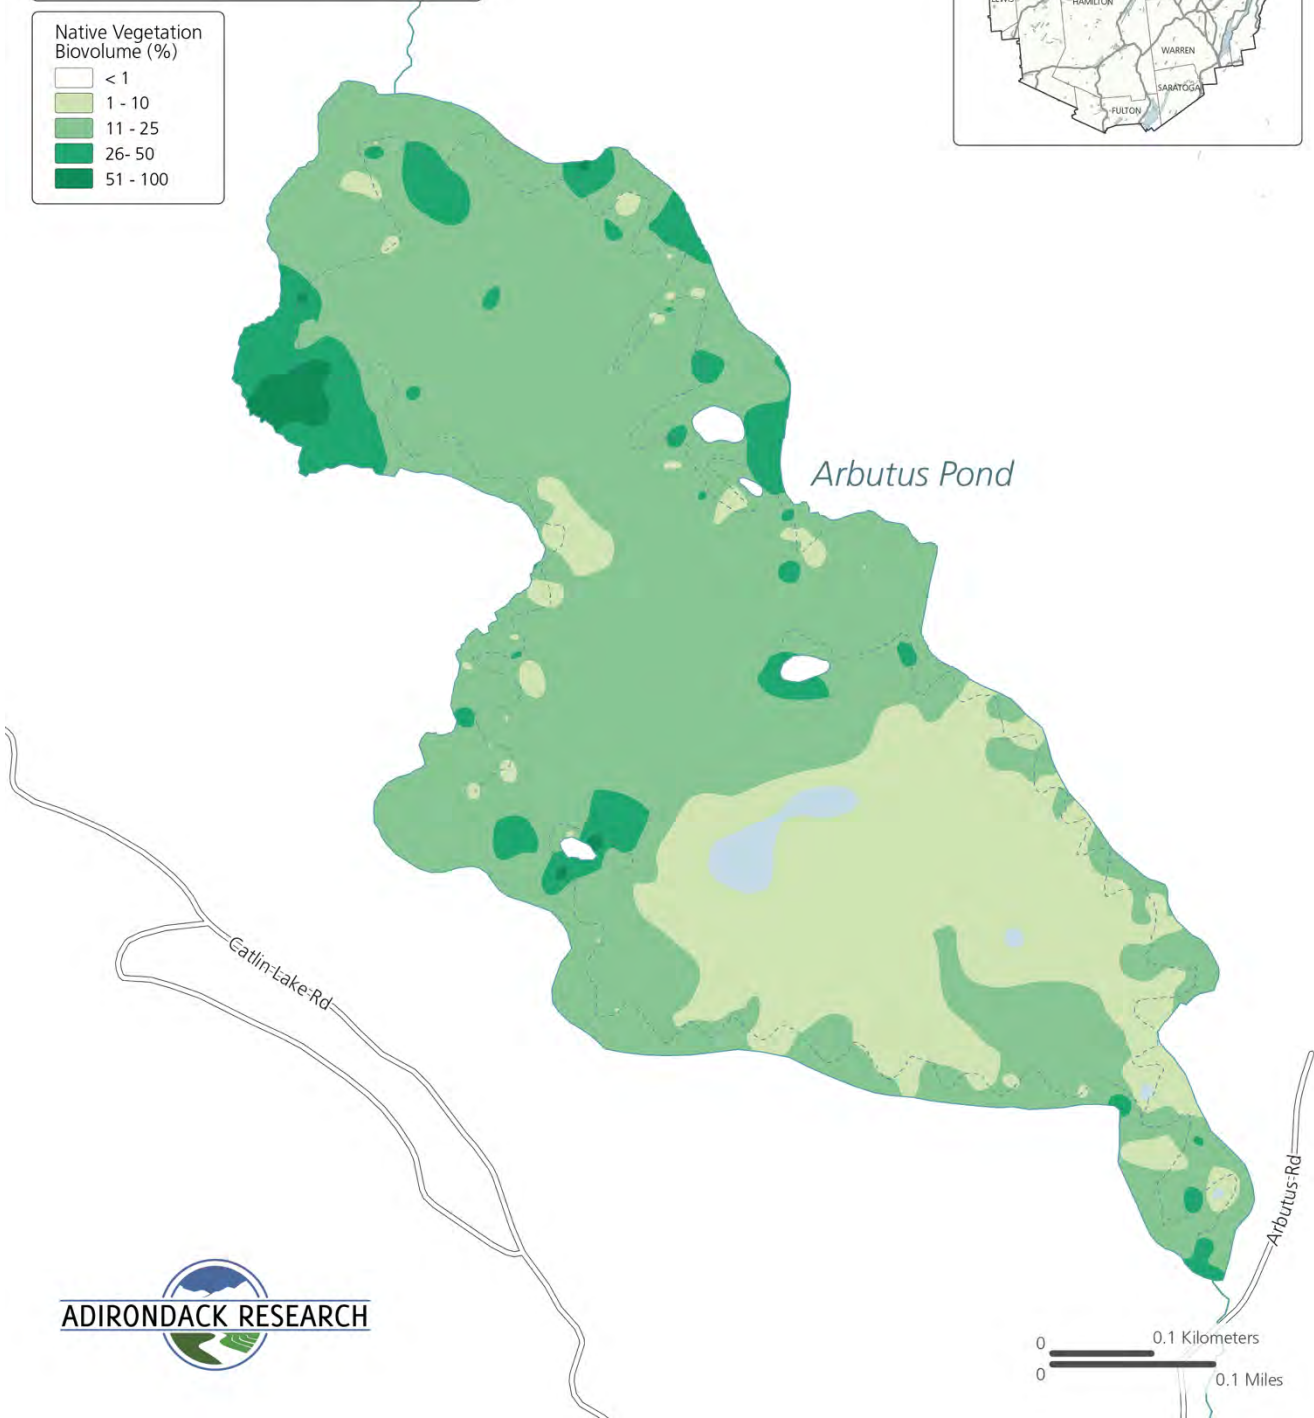 Native Vegetation
Biovolume (%)
< 1
1 - 10
11 - 25
26- 50
51 - 100
HAMILTON
WARREN
SARATOGA
FULTON
Arbutus Pond
Catlin-Lake-Rd
Arbutus-Rd
ADIRONDACK RESEARCH
0
0.1 Kilometers
0
0.1 Miles